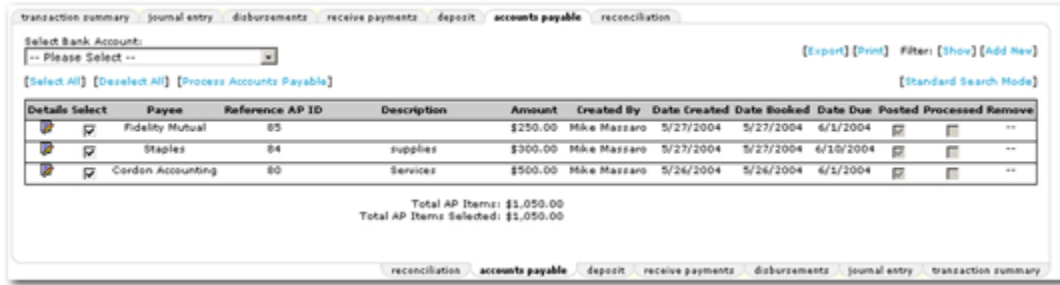 transaction summary journal entry disbursements receive payments deposit accounts payable reconciliation
Select Bank Account:
-- Please Select --
[Export] [Print] Filter: [Show] [Add New]
[Select All] [Deselect All] [Process Accounts Payable] [Standard Search Mode]
Details Select Payee Reference AP ID Description Amount Created By Date Created Date Booked Date Due Posted Processed Remove
Fidelity Mutual 85 $250.00 Mike Massaro 5/27/2004 5/27/2004 6/1/2004 --
Staples 84 supplies $300.00 Mike Massaro 5/27/2004 5/27/2004 6/10/2004 --
Cordon Accounting 80 Services $500.00 Mike Massaro 5/26/2004 5/26/2004 6/1/2004 --
Total AP Items: $1,050.00
Total AP Items Selected: $1,050.00
reconciliation accounts payable deposit receive payments disbursements journal entry transaction summary